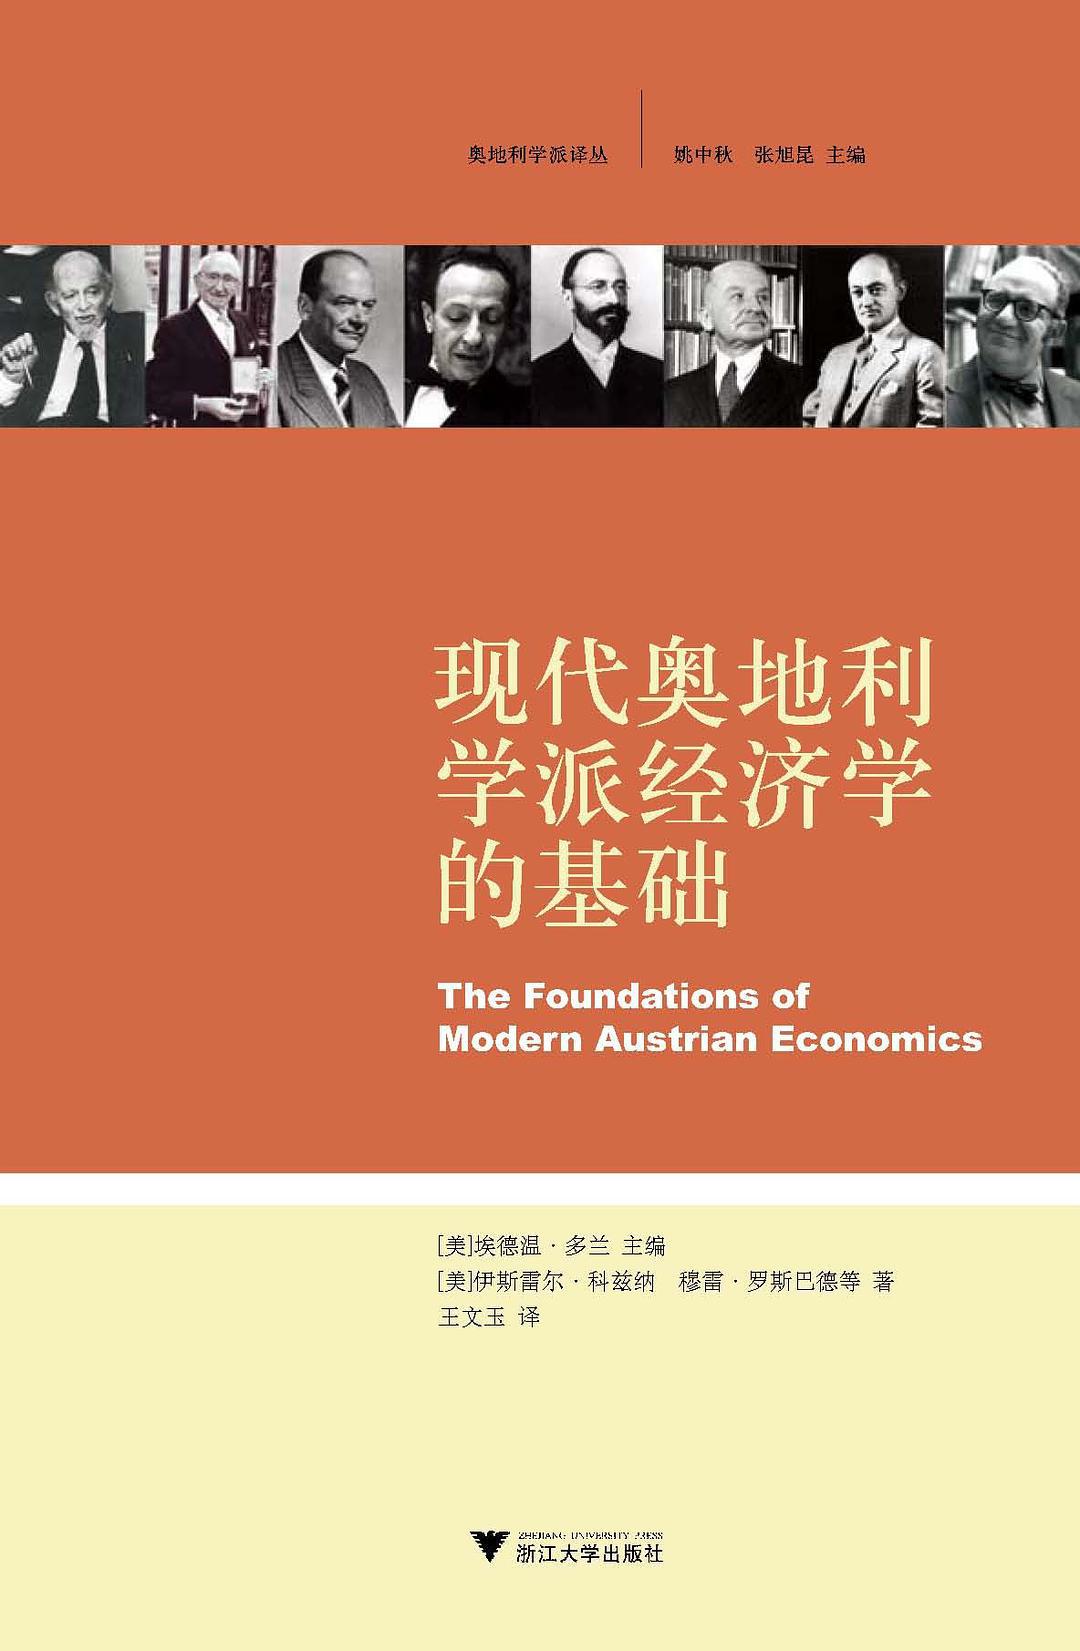 奥地利学派译丛
姚中秋 张旭昆 主编
现代奥地利
学派经济学
的基础
The Foundations of
Modern Austrian Economics
[美]埃德温·多兰 主编
[美]伊斯雷尔·科兹纳 穆雷·罗斯巴德等 著
王文玉 译
ZHEJIANG UNIVERSITY PRESS
浙江大学出版社